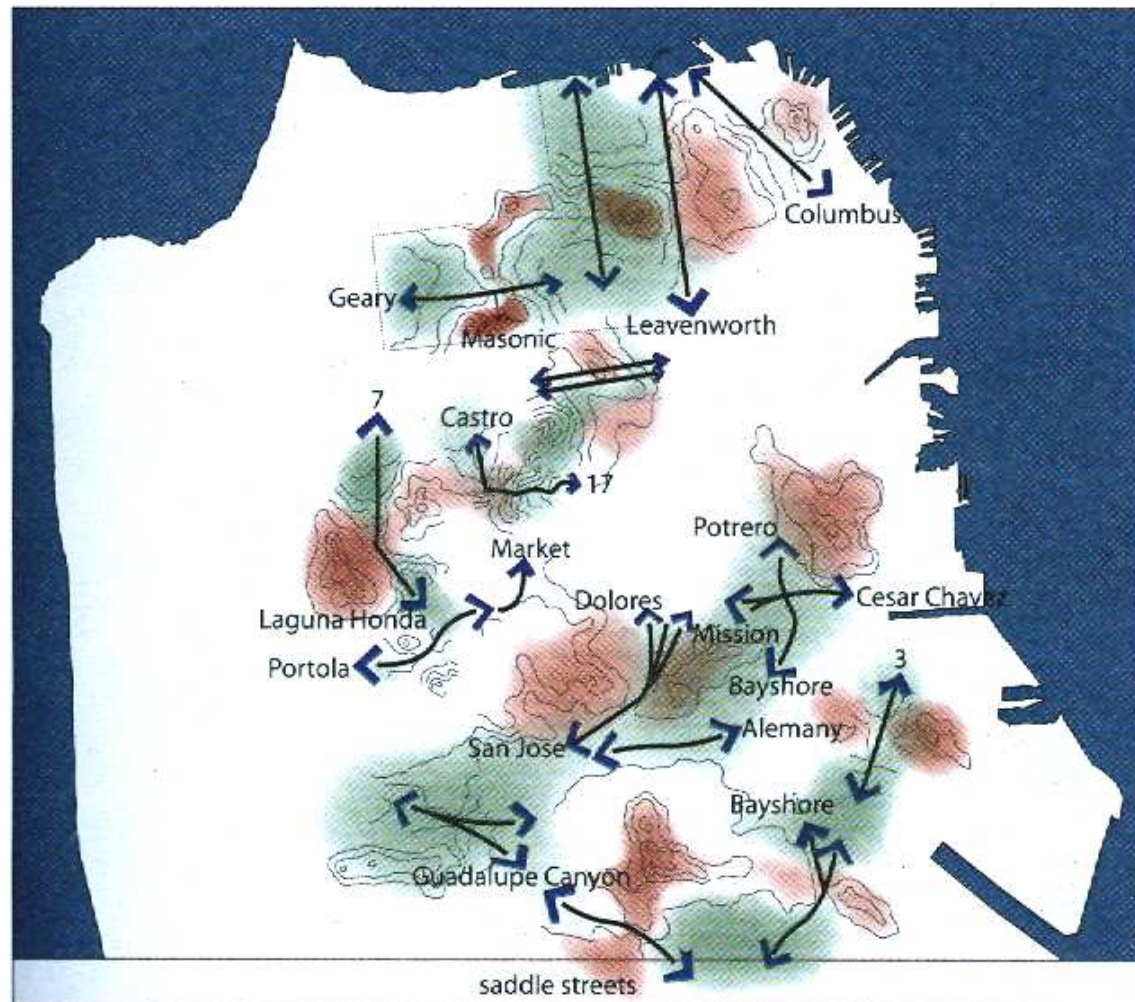 Columbus
Geary
Leavenworth
Masonic
7
Castro
17
Potrero
Market
Dolores
Cesar Chavez
Laguna Honda
Mission
Portola
3
Bayshore
San Jose
Alemany
Bayshore
Guadalupe Canyon
saddle streets